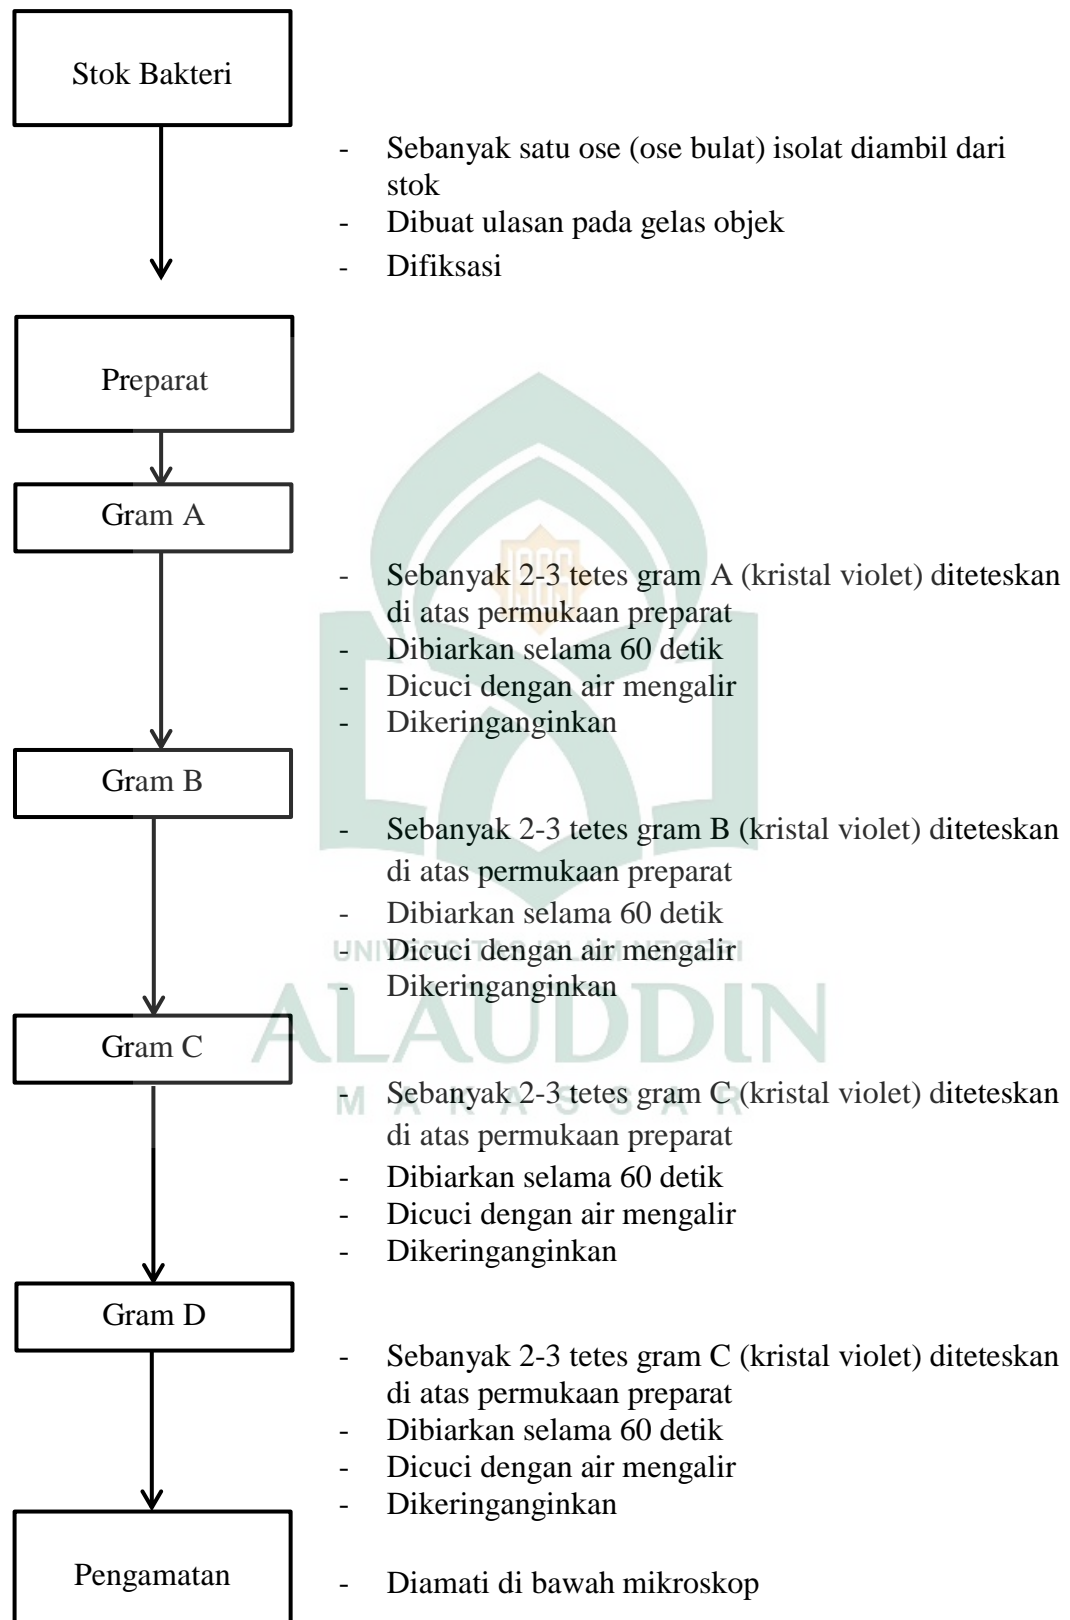 Stok Bakteri
- Sebanyak satu ose (ose bulat) isolat diambil dari
stok
- Dibuat ulasan pada gelas objek
- Difiksasi
Preparat
Gram A
- Sebanyak 2-3 tetes gram A (kristal violet) diteteskan
di atas permukaan preparat
- Dibiarkan selama 60 detik
- Dicuci dengan air mengalir
- Dikeringanginkan
Gram B
- Sebanyak 2-3 tetes gram B (kristal violet) diteteskan
di atas permukaan preparat
- Dibiarkan selama 60 detik
UNIVERSITAS ISLAM NEGERI
- Dicuci dengan air mengalir
- Dikeringanginkan
ALAUDDIN
Gram C
MAKASSAR
- Sebanyak 2-3 tetes gram C (kristal violet) diteteskan
di atas permukaan preparat
- Dibiarkan selama 60 detik
- Dicuci dengan air mengalir
- Dikeringanginkan
Gram D
- Sebanyak 2-3 tetes gram C (kristal violet) diteteskan
di atas permukaan preparat
- Dibiarkan selama 60 detik
- Dicuci dengan air mengalir
- Dikeringanginkan
Pengamatan
- Diamati di bawah mikroskop